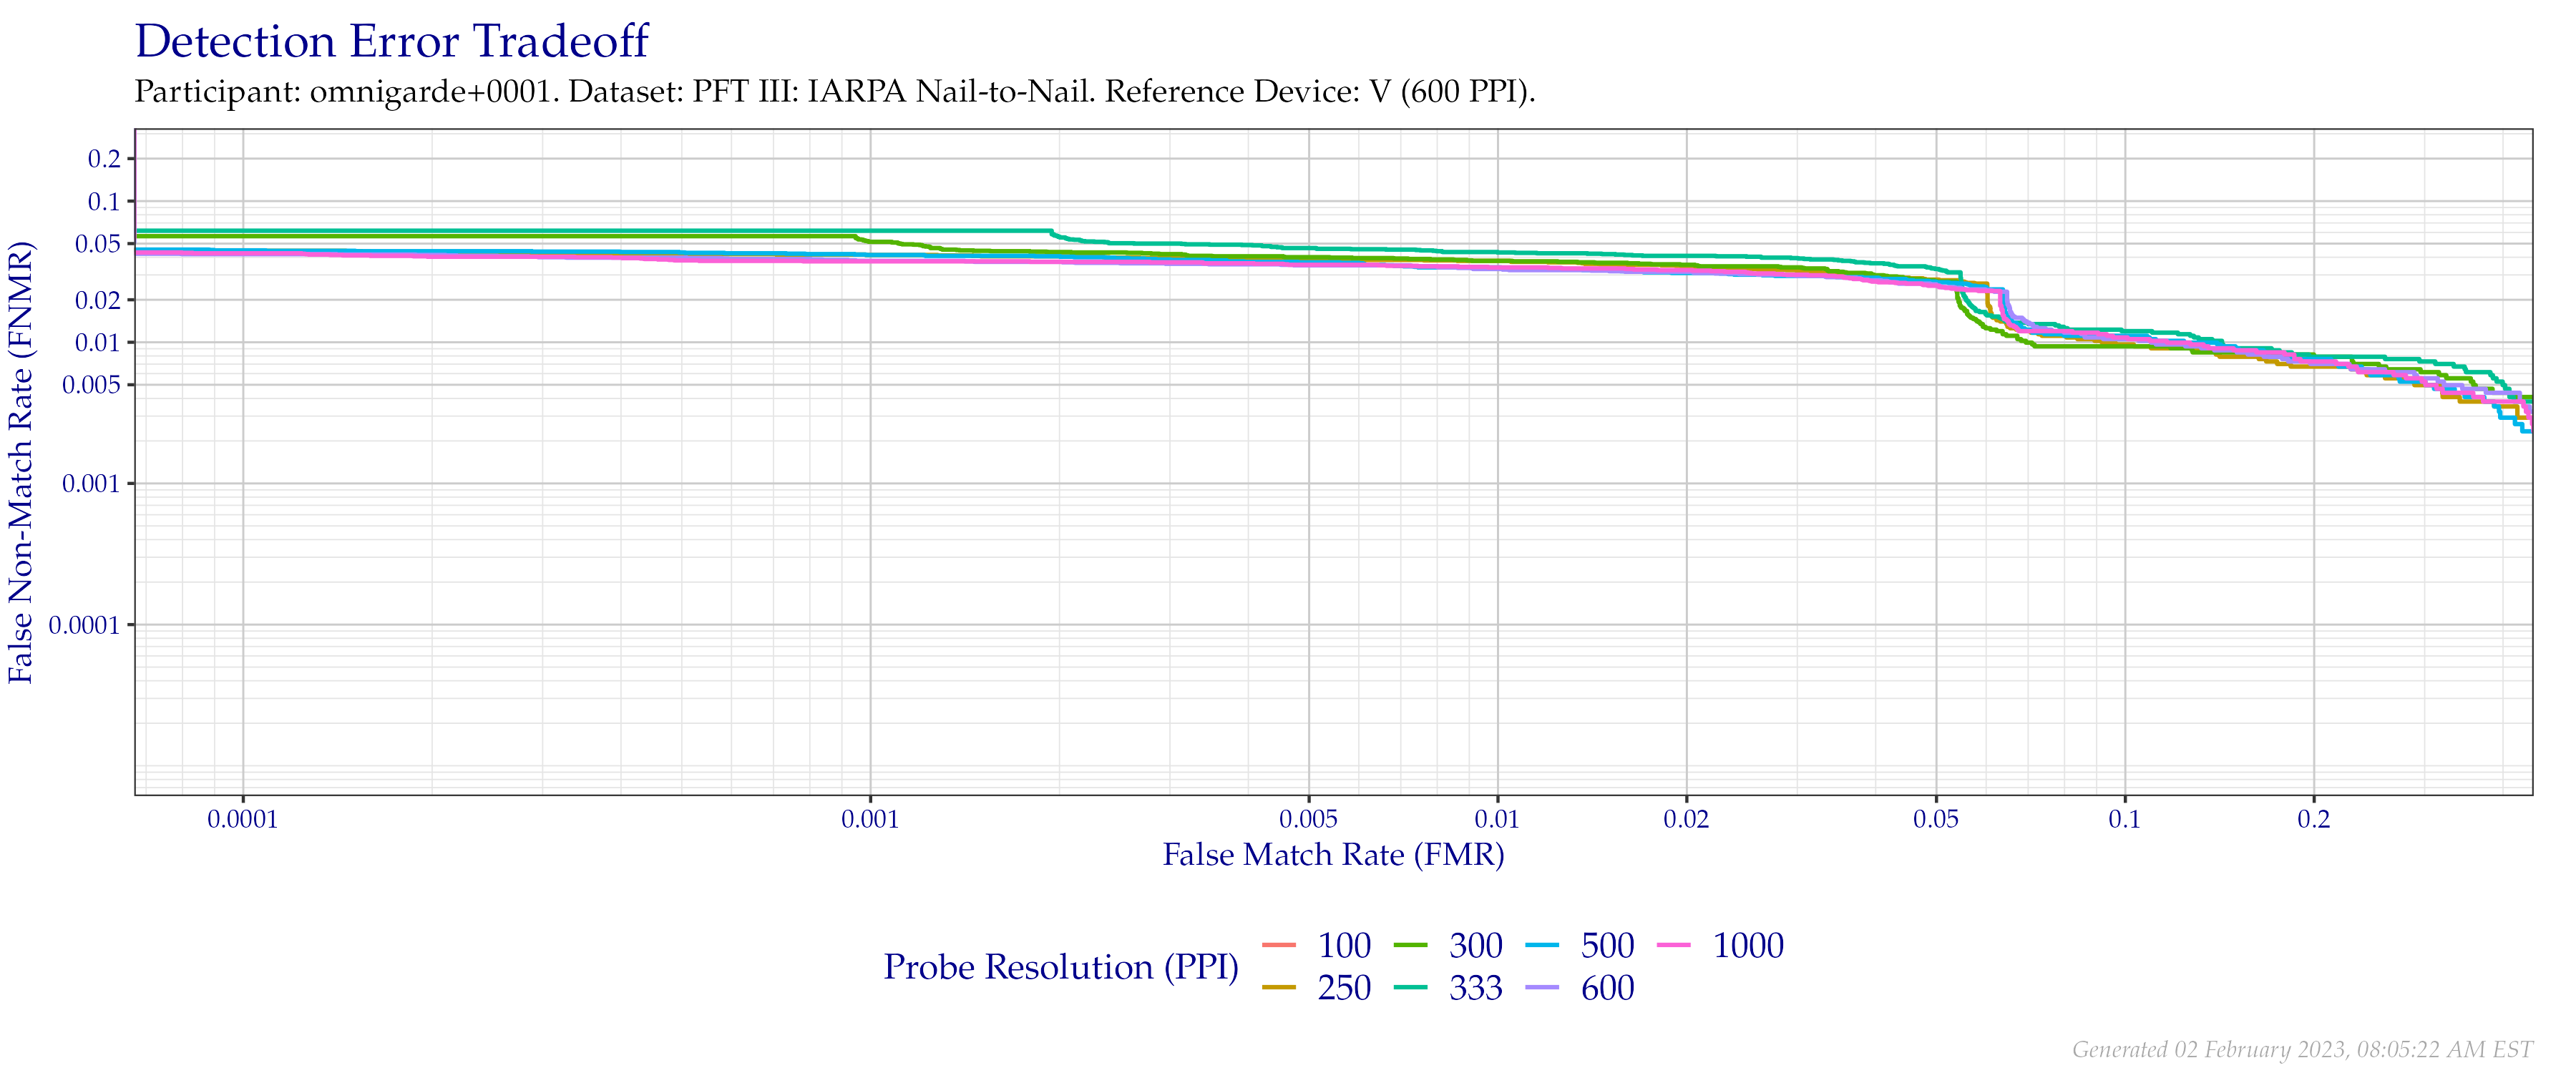 Detection Error Tradeoff
Participant: omnigarde+0001. Dataset: PFT III: IARPA Nail-to-Nail. Reference Device: V (600 PPI).
False Non-Match Rate (FNMR)
0.2
0.1
0.05
0.02
0.01
0.005
0.001
0.0001
0.0001 0.001 0.005 0.01 0.02 0.05 0.1 0.2
False Match Rate (FMR)
Probe Resolution (PPI)
100 300 500 1000
250 333 600
Generated 02 February 2023, 08:05:22 AM EST